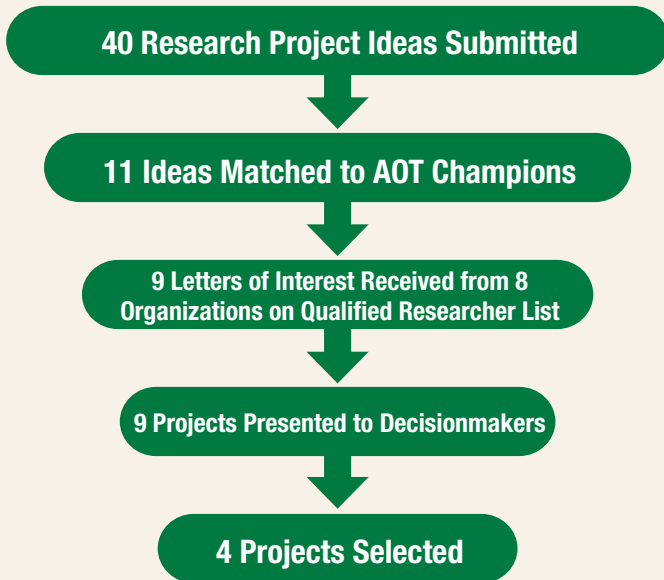 40 Research Project Ideas Submitted
11 Ideas Matched to AOT Champions
9 Letters of Interest Received from 8
Organizations on Qualified Researcher List
9 Projects Presented to Decisionmakers
4 Projects Selected